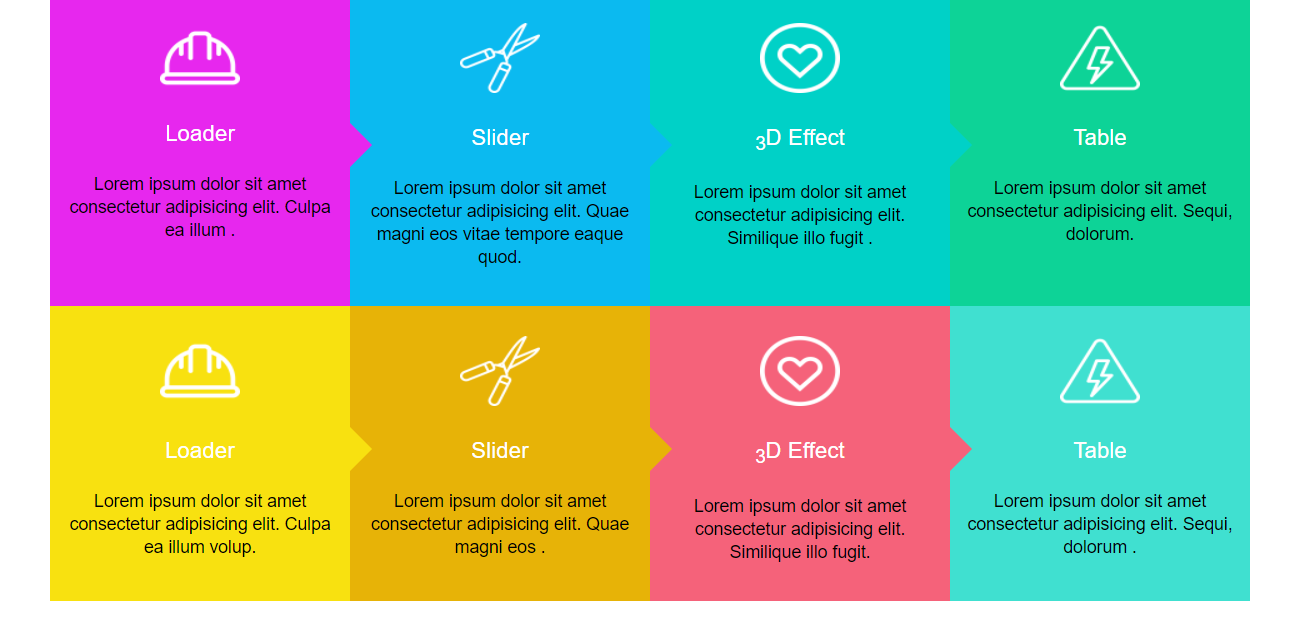 Loader
Lorem ipsum dolor sit amet
consectetur adipisicing elit. Culpa
ea illum .
Slider
Lorem ipsum dolor sit amet
consectetur adipisicing elit. Quae
magni eos vitae tempore eaque
quod.
3D Effect
Lorem ipsum dolor sit amet
consectetur adipisicing elit.
Similique illo fugit .
Table
Lorem ipsum dolor sit amet
consectetur adipisicing elit. Sequi,
dolorum.
Loader
Lorem ipsum dolor sit amet
consectetur adipisicing elit. Culpa
ea illum volup.
Slider
Lorem ipsum dolor sit amet
consectetur adipisicing elit. Quae
magni eos .
3D Effect
Lorem ipsum dolor sit amet
consectetur adipisicing elit.
Similique illo fugit.
Table
Lorem ipsum dolor sit amet
consectetur adipisicing elit. Sequi,
dolorum .